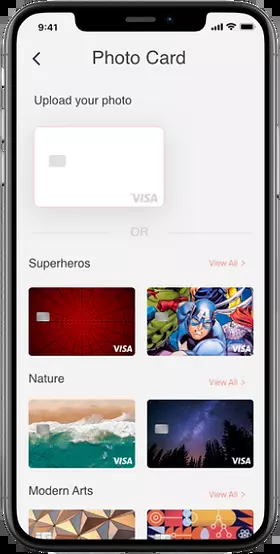 9:41
Photo Card
Upload your photo
VISA
OR
Superheros
View All >
VISA
VISA
Nature
View All >
VISA
VISA
Modern Arts
View All >